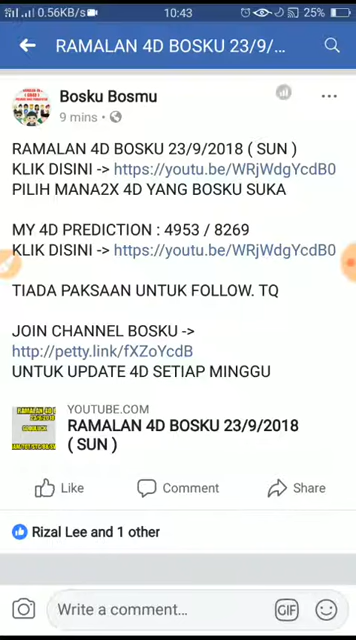 0.56KB/s
10:43
25%
RAMALAN 4D BOSKU 23/9/...
Bosku Bosmu
9 mins
RAMALAN 4D BOSKU 23/9/2018 ( SUN )
KLIK DISINI -> https://youtu.be/WRjWdgYcdB0
PILIH MANA2X 4D YANG BOSKU SUKA
MY 4D PREDICTION : 4953 / 8269
KLIK DISINI -> https://youtu.be/WRjWdgYcdB0
TIADA PAKSAAN UNTUK FOLLOW. TQ
JOIN CHANNEL BOSKU ->
http://petty.link/fXZoYcdB
UNTUK UPDATE 4D SETIAP MINGGU
YOUTUBE.COM
RAMALAN 4D BOSKU 23/9/2018
( SUN )
Like
Comment
Share
Rizal Lee and 1 other
Write a comment...
GIF